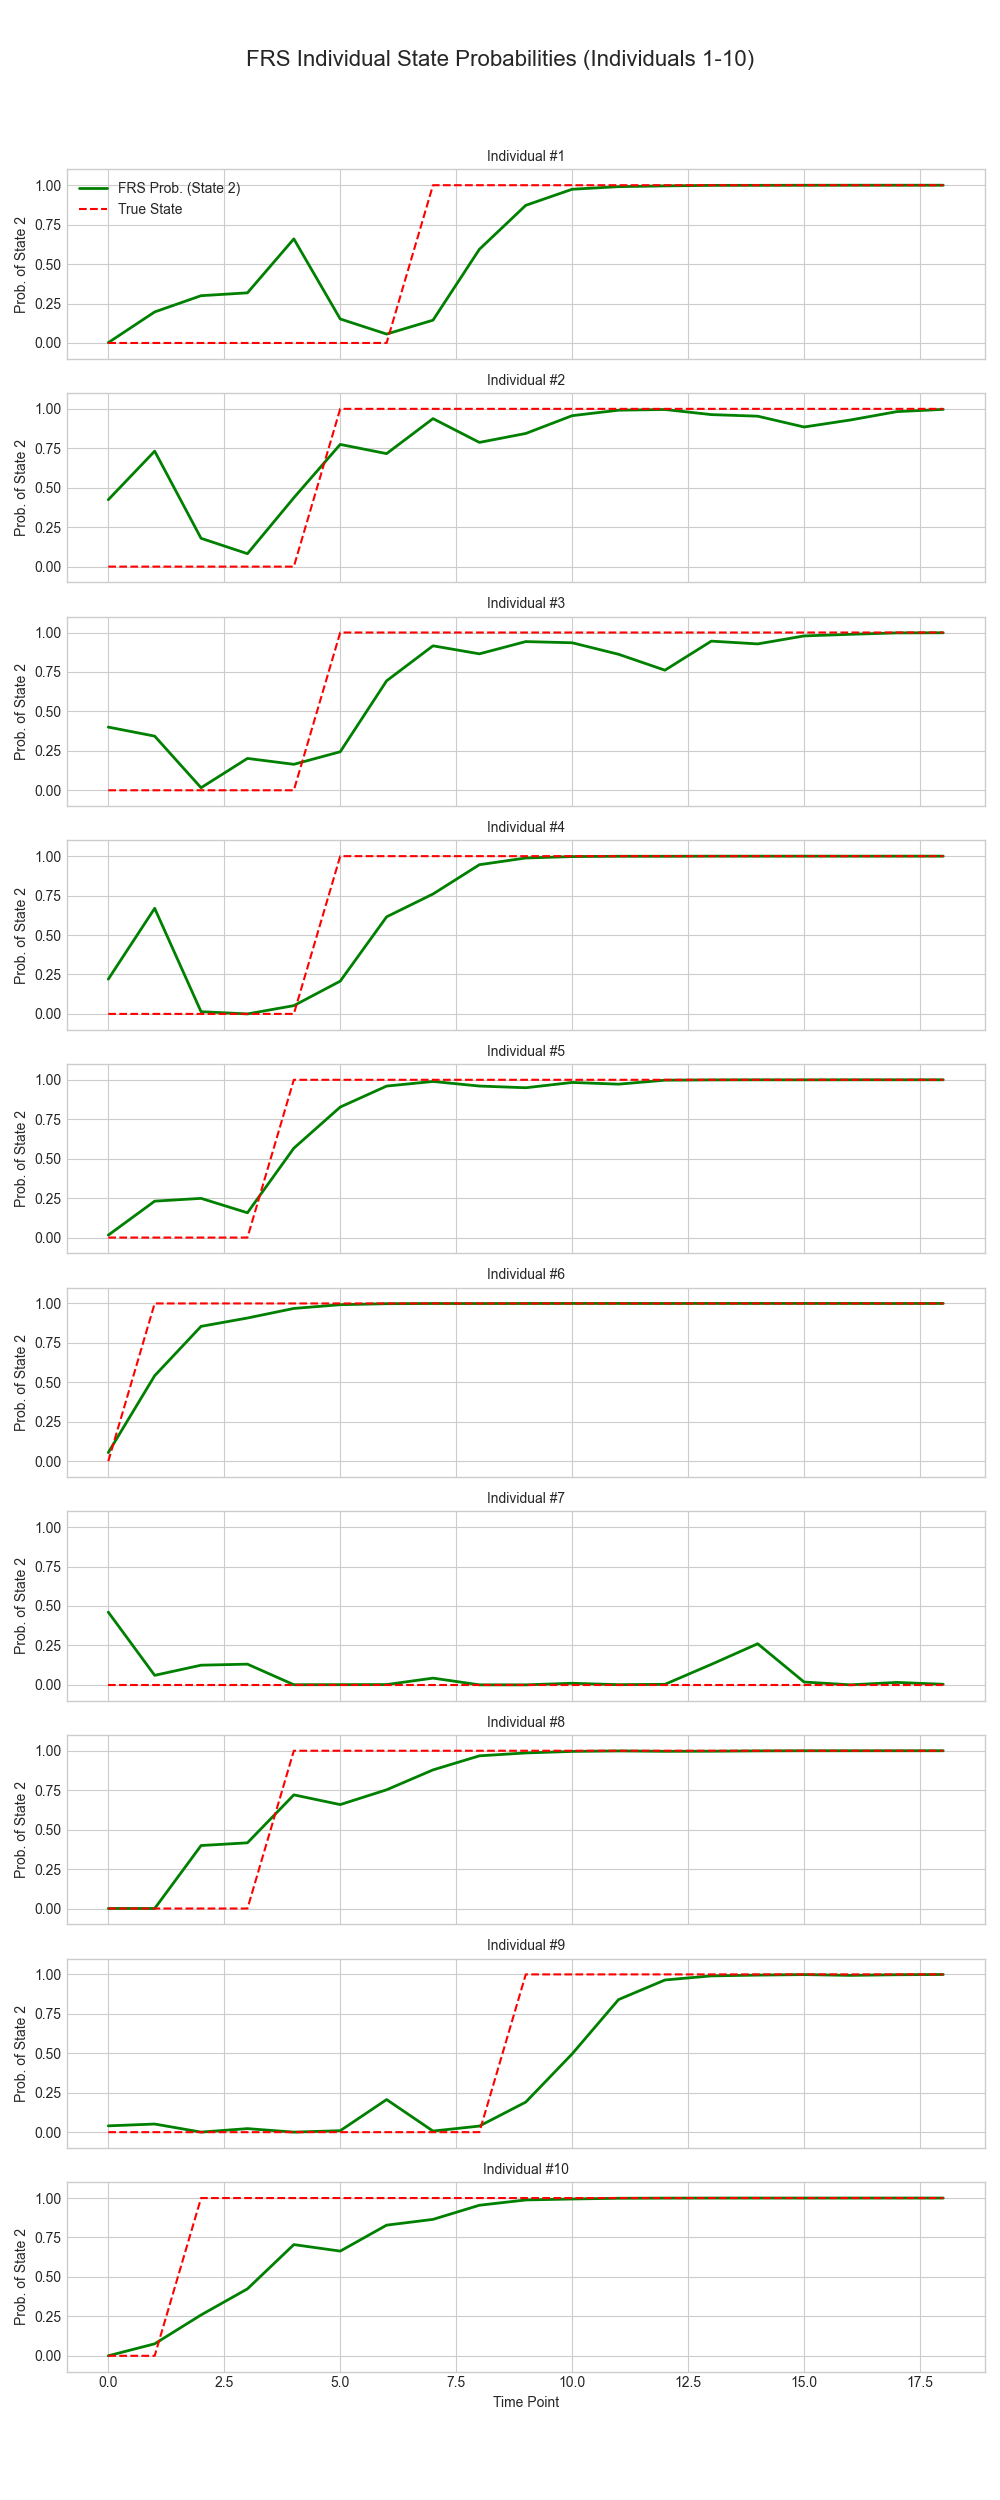 FRS Individual State Probabilities (Individuals 1-10)
Individual #1
FRS Prob. (State 2)
True State
1.00
0.75
0.50
0.25
0.00
Prob. of State 2
Individual #2
1.00
0.75
0.50
0.25
0.00
Prob. of State 2
Individual #3
1.00
0.75
0.50
0.25
0.00
Prob. of State 2
Individual #4
1.00
0.75
0.50
0.25
0.00
Prob. of State 2
Individual #5
1.00
0.75
0.50
0.25
0.00
Prob. of State 2
Individual #6
1.00
0.75
0.50
0.25
0.00
Prob. of State 2
Individual #7
1.00
0.75
0.50
0.25
0.00
Prob. of State 2
Individual #8
1.00
0.75
0.50
0.25
0.00
Prob. of State 2
Individual #9
1.00
0.75
0.50
0.25
0.00
Prob. of State 2
Individual #10
1.00
0.75
0.50
0.25
0.00
Prob. of State 2
0.0 2.5 5.0 7.5 10.0 12.5 15.0 17.5
Time Point